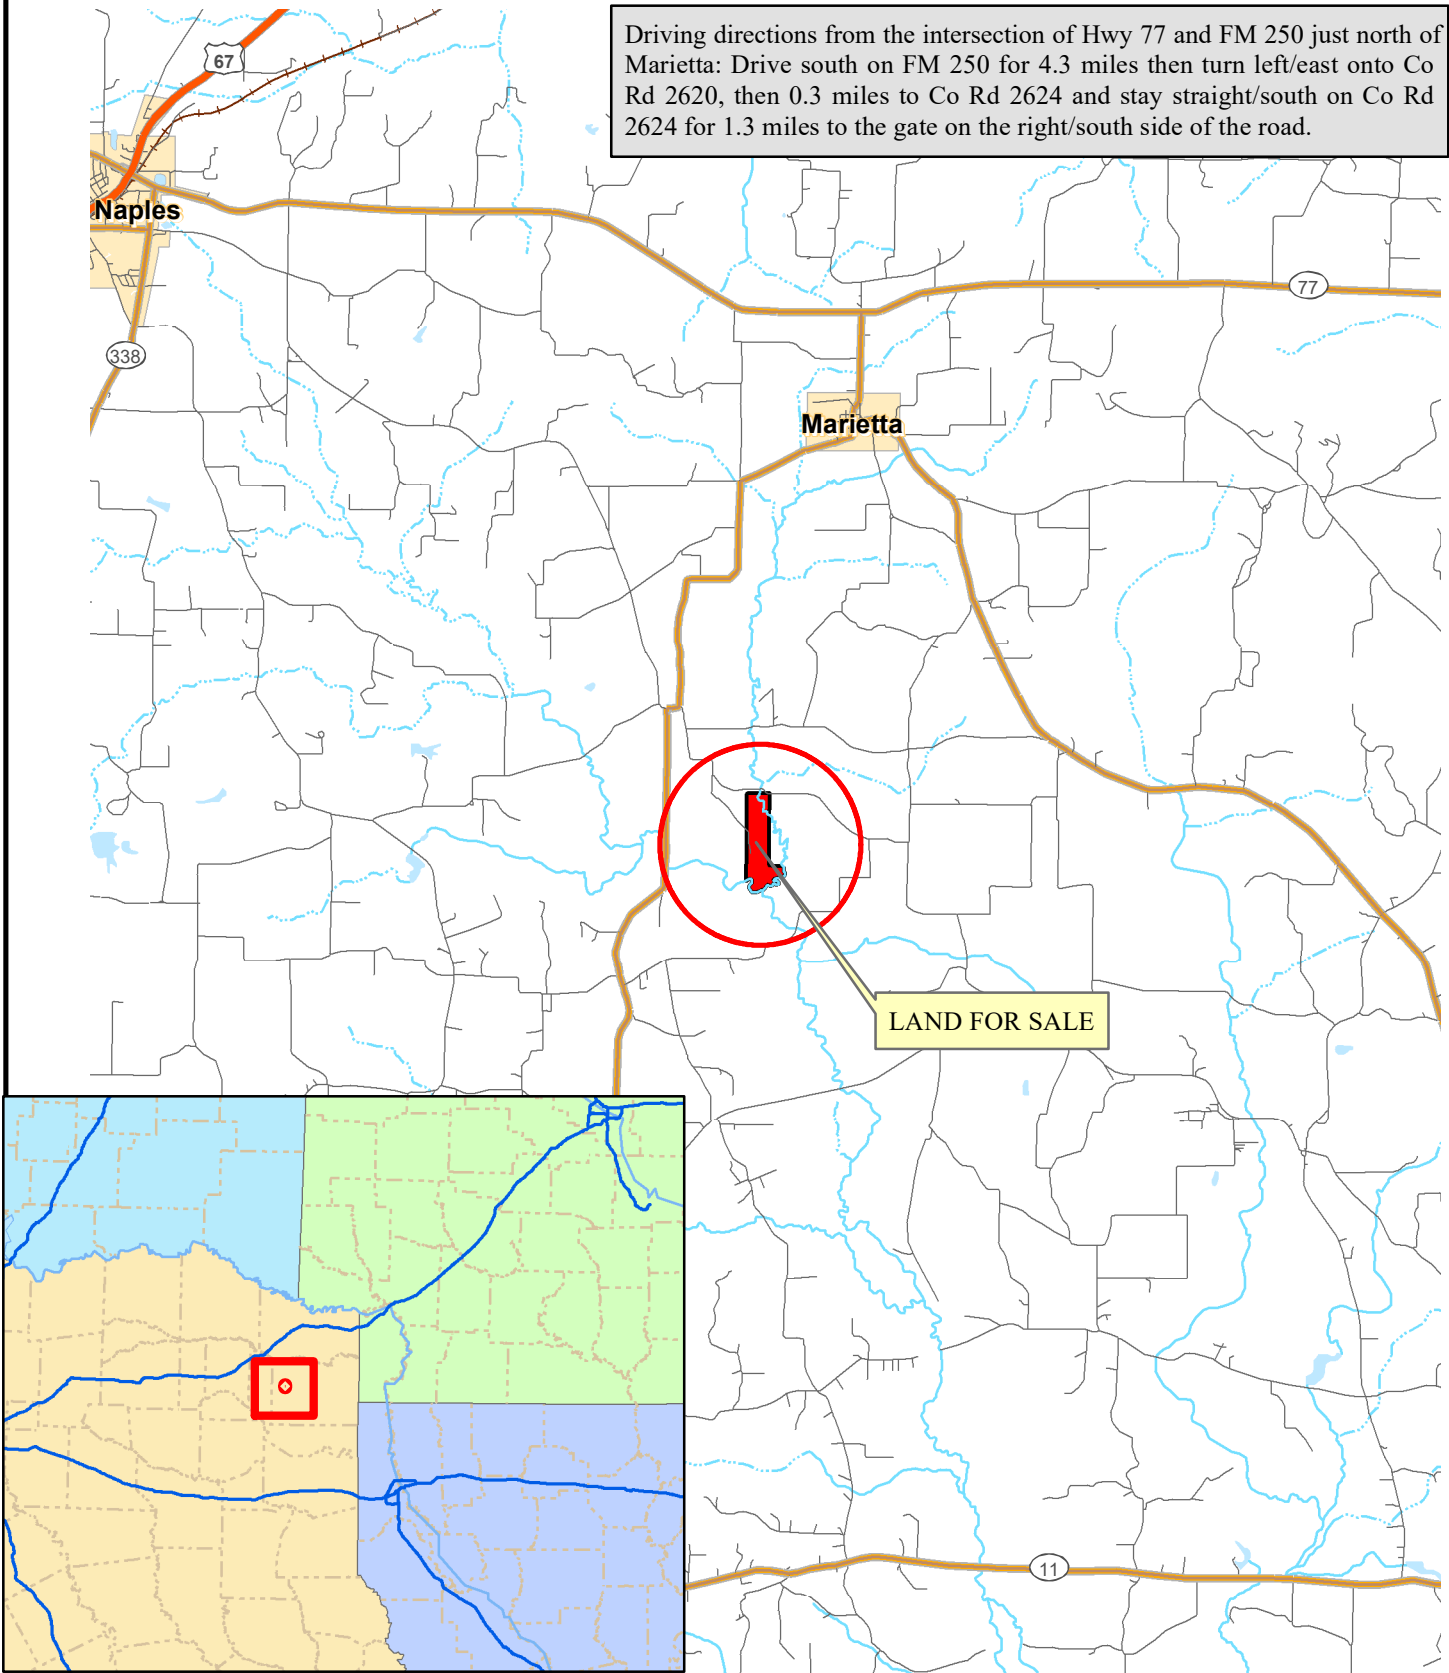 Driving directions from the intersection of Hwy 77 and FM 250 just north of
Marietta: Drive south on FM 250 for 4.3 miles then turn left/east onto Co
Rd 2620, then 0.3 miles to Co Rd 2624 and stay straight/south on Co Rd
2624 for 1.3 miles to the gate on the right/south side of the road.
67
Naples
77
338
Marietta
LAND FOR SALE
11